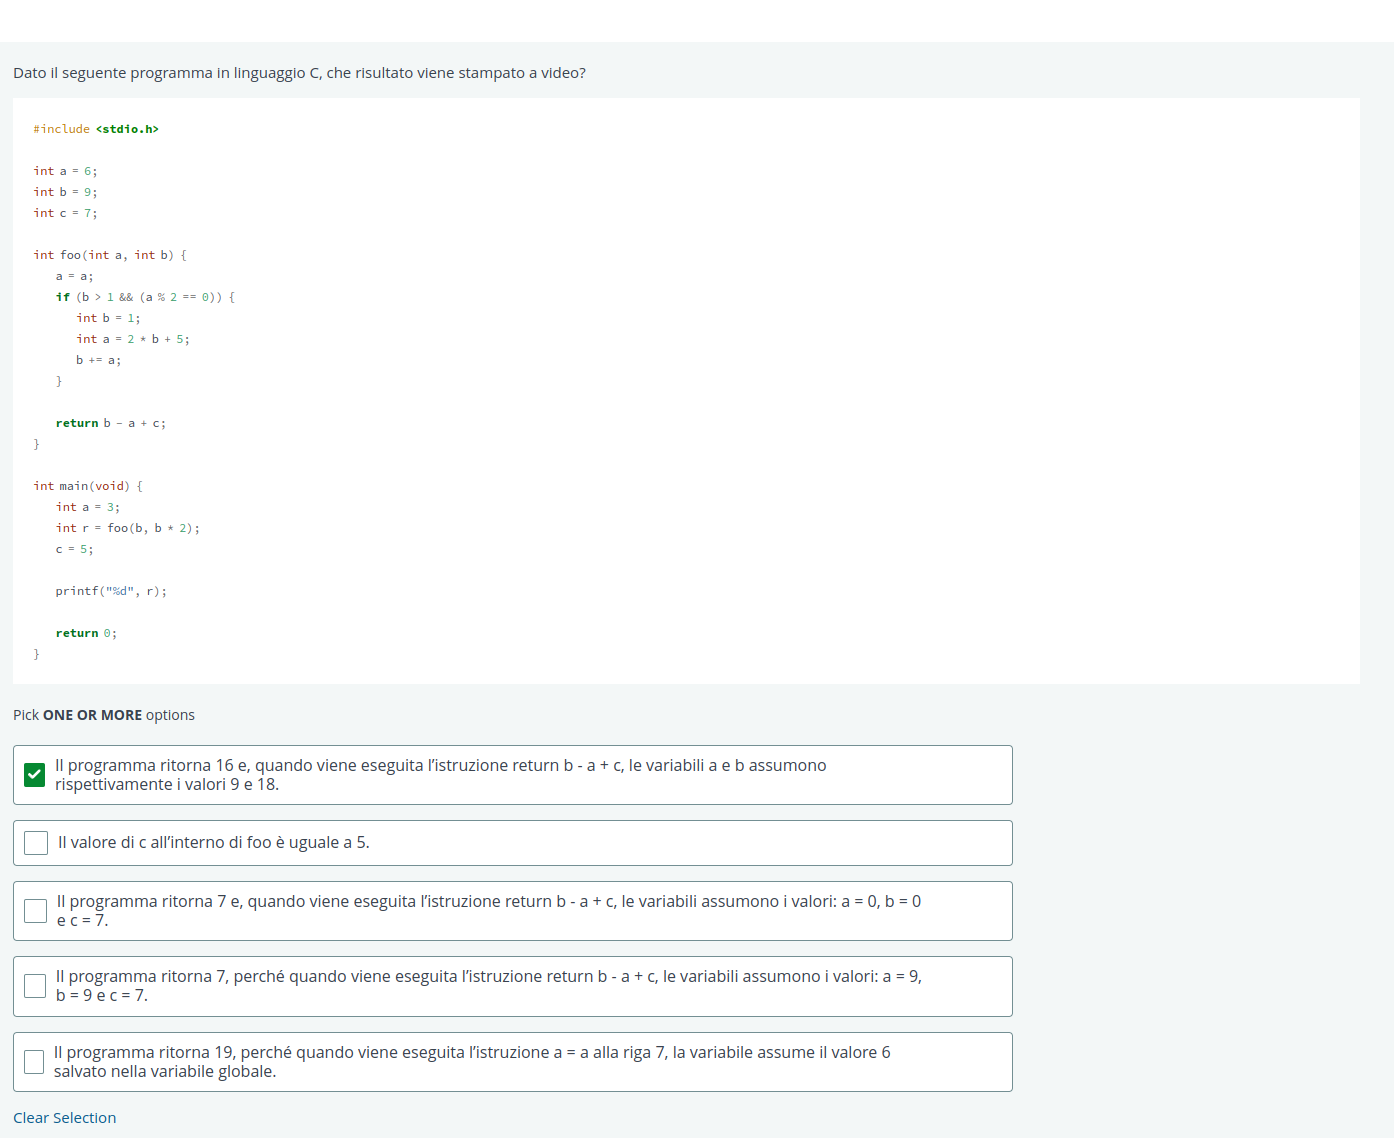 Dato il seguente programma in linguaggio C, che risultato viene stampato a video?
#include <stdio.h>
int a = 6;
int b = 9;
int c = 7;
int foo(int a, int b) {
a = a;
if (b > 1 && (a % 2 == 0)) {
int b = 1;
int a = 2 * b + 5;
b += a;
}
return b - a + c;
}
int main(void) {
int a = 3;
int r = foo(b, b * 2);
c = 5;
printf("%d", r);
return 0;
}
Pick ONE OR MORE options
Il programma ritorna 16 e, quando viene eseguita l’istruzione return b - a + c, le variabili a e b assumono
rispettivamente i valori 9 e 18.
Il valore di c all’interno di foo è uguale a 5.
Il programma ritorna 7 e, quando viene eseguita l’istruzione return b - a + c, le variabili assumono i valori: a = 0, b = 0
e c = 7.
Il programma ritorna 7, perché quando viene eseguita l’istruzione return b - a + c, le variabili assumono i valori: a = 9,
b = 9 e c = 7.
Il programma ritorna 19, perché quando viene eseguita l’istruzione a = a alla riga 7, la variabile assume il valore 6
salvato nella variabile globale.
Clear Selection